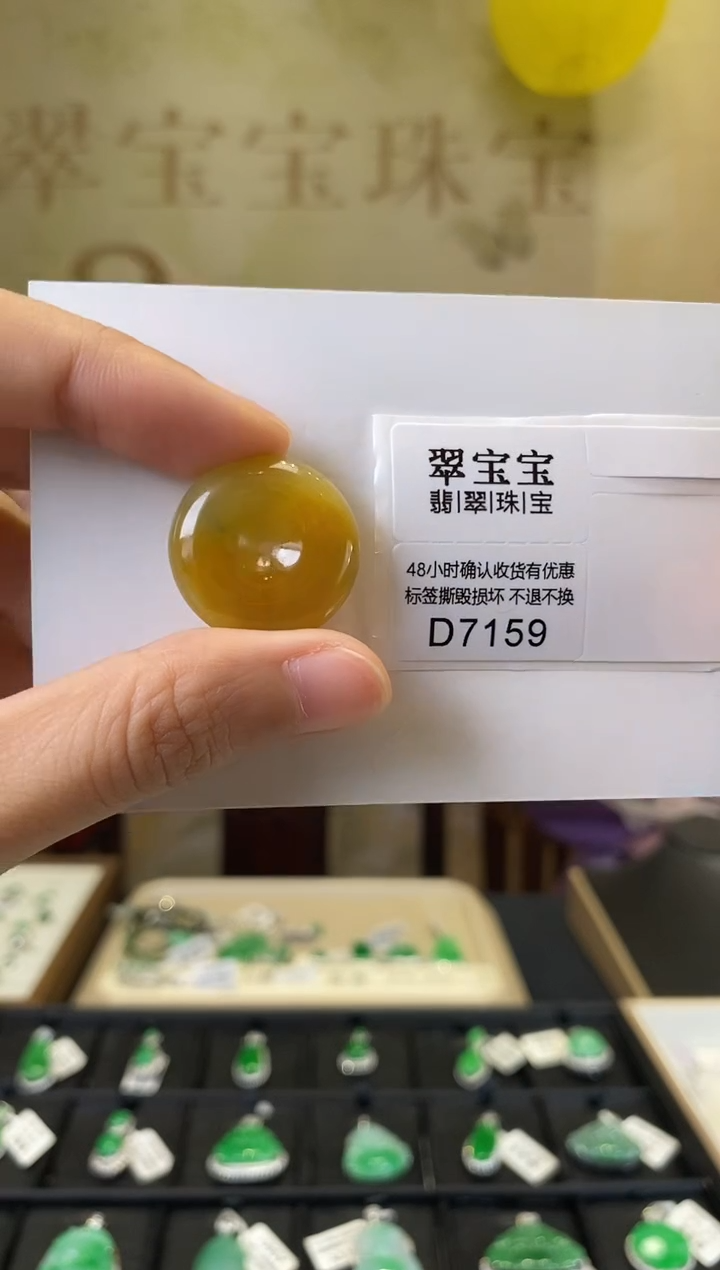 翠宝宝珠宝
翠宝宝
翡|翠|珠|宝
48小时确认收货有优惠
标签撕毁损坏 不退不换
D7159